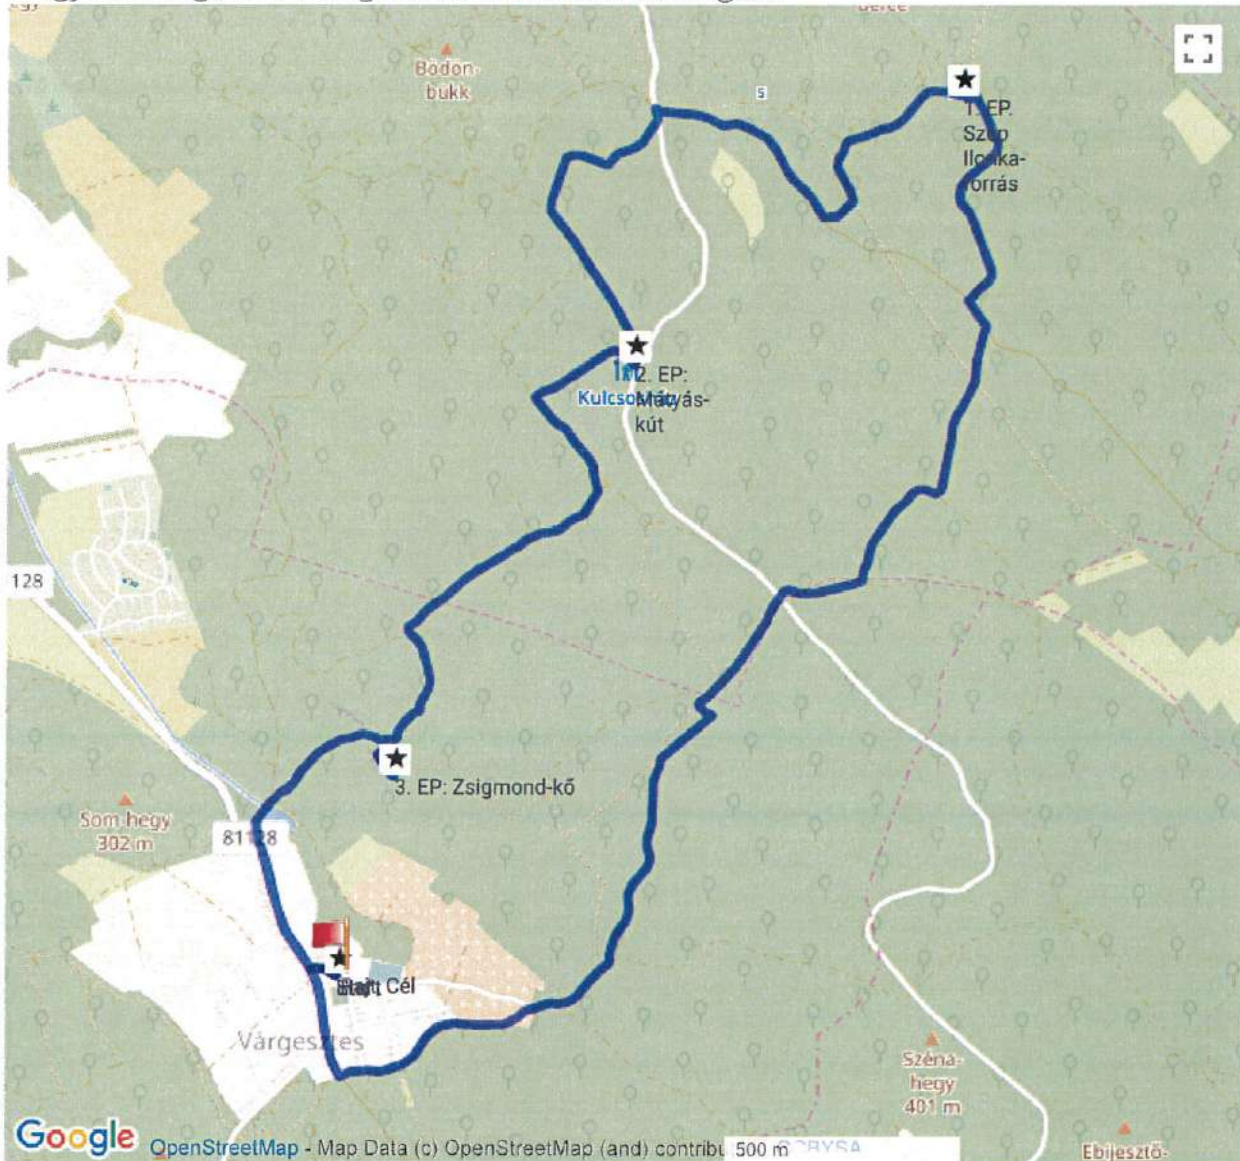 Bodon-
bükk
5
1. EP.
Szép
Ilonka-
forrás
2. EP:
Mátyás-
kút
128
3. EP: Zsigmond-kő
Som-hegy
302 m
81128
Cél
Várgesztes
Széna-
hegy
401 m
Google
OpenStreetMap - Map Data (c) OpenStreetMap (and) contribu
500 m
Ebijesztő-